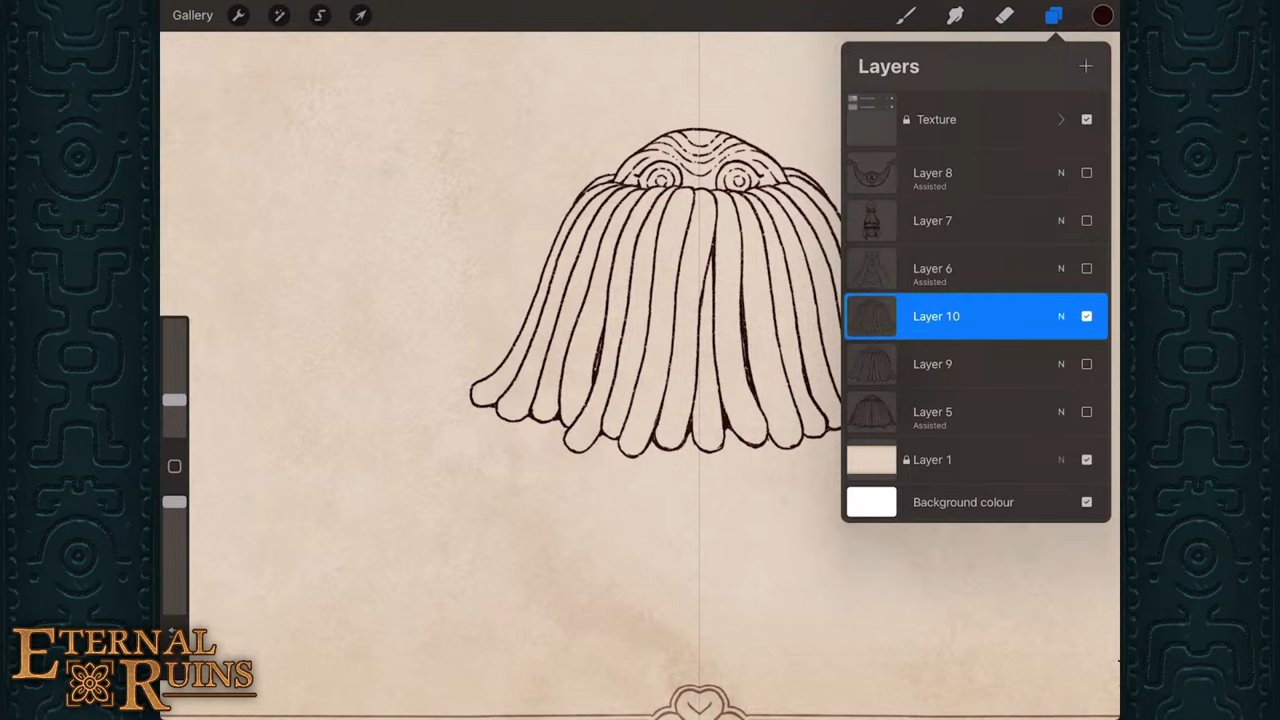 Gallery
Layers
Texture
Layer 8
N
Assisted
Layer 7
N
Layer 6
N
Assisted
Layer 10
N
Layer 9
N
Layer 5
N
Assisted
Layer 1
N
Background colour
ETERNAL
RUINS